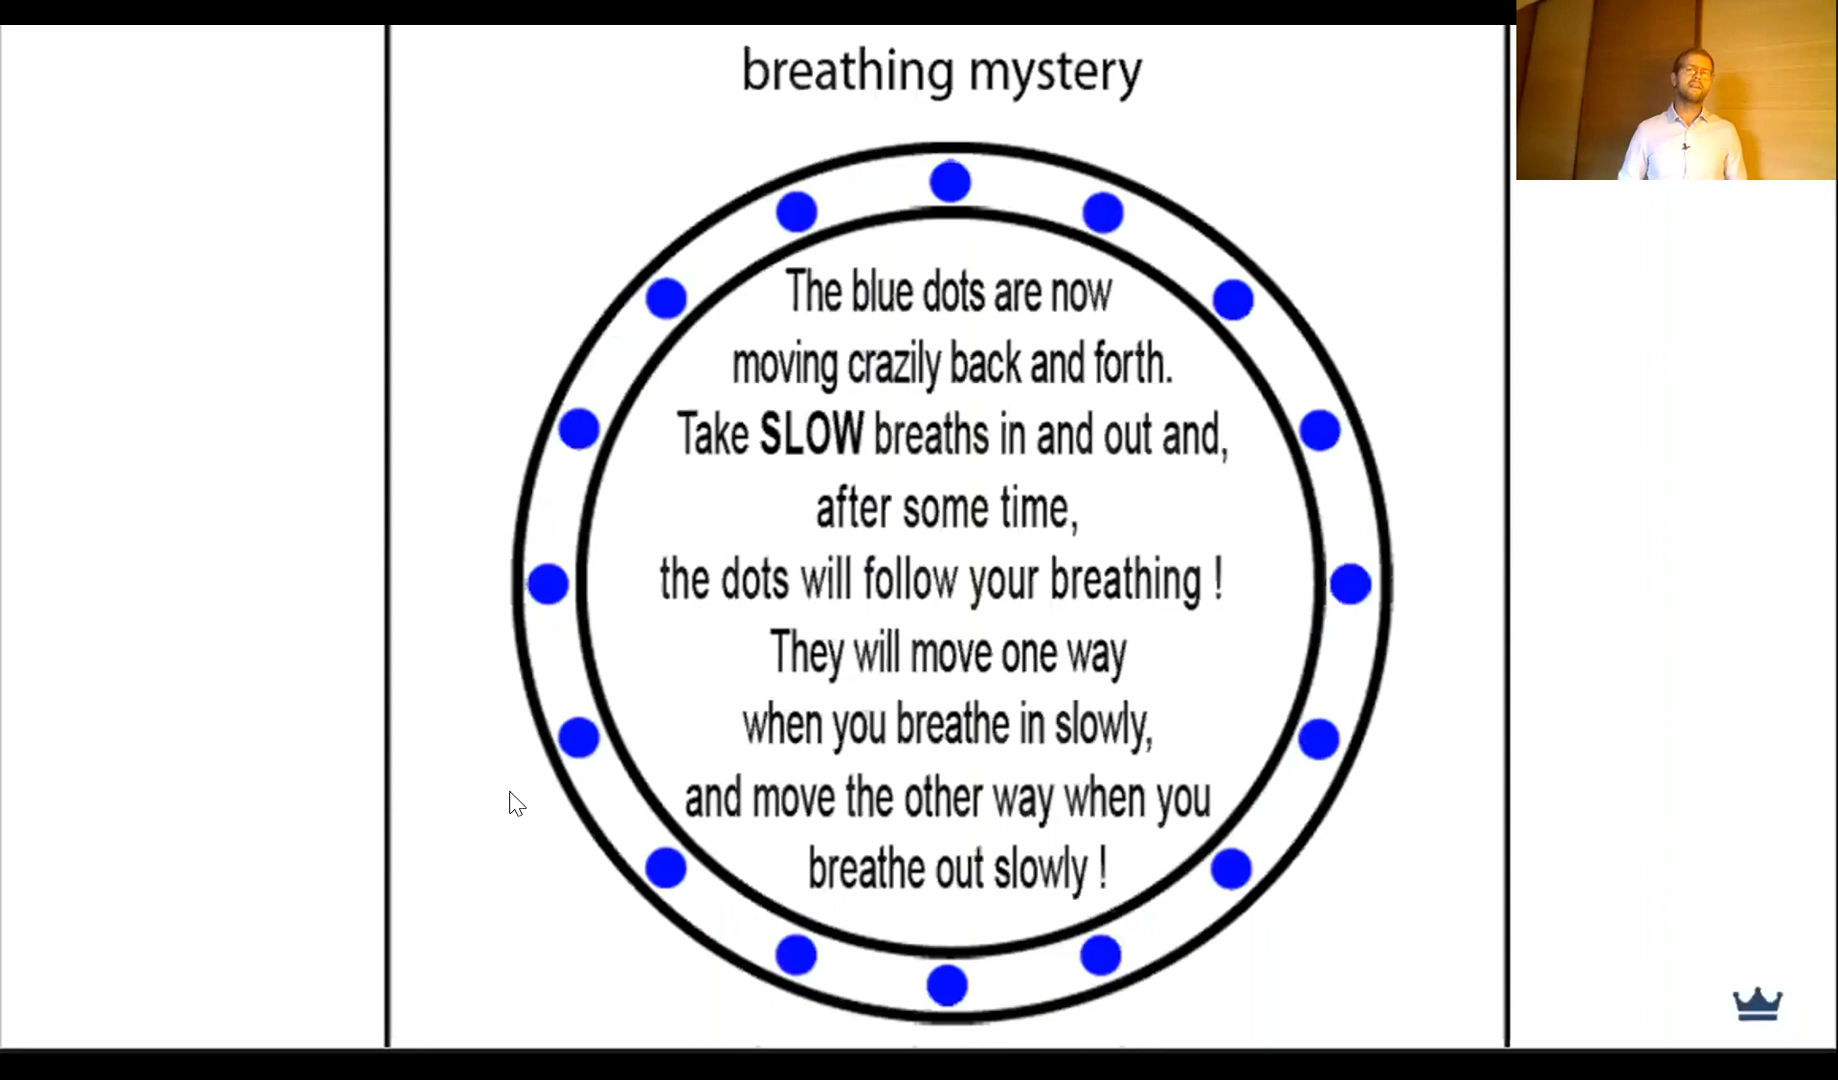 breathing mystery
The blue dots are now
moving crazily back and forth.
Take SLOW breaths in and out and,
after some time,
the dots will follow your breathing !
They will move one way
when you breathe in slowly,
and move the other way when you
breathe out slowly !